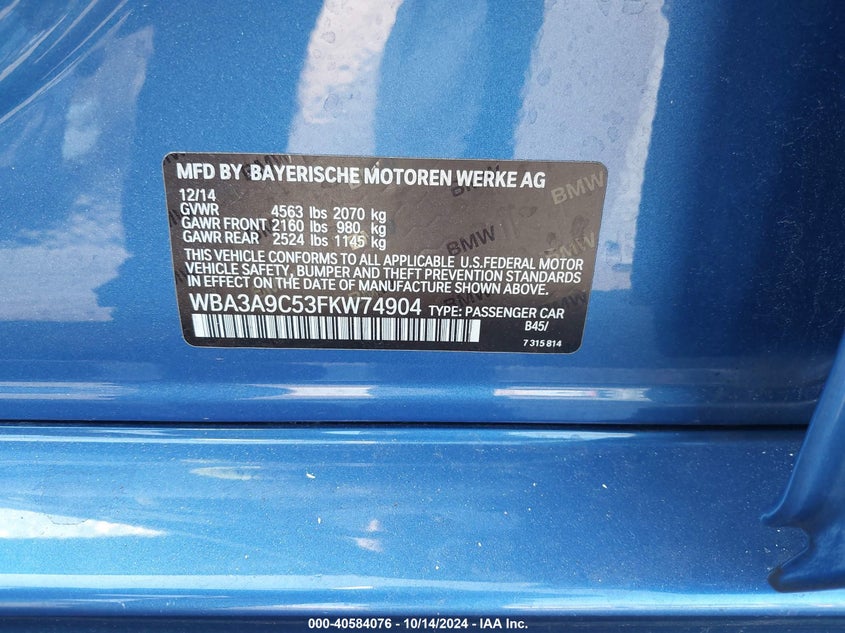 MFD BY BAYERISCHE MOTOREN WERKE AG
12/14
GVWR 4563 lbs 2070 kg
GAWR FRONT 2160 lbs 980 kg
GAWR REAR 2524 lbs 1145 kg
THIS VEHICLE CONFORMS TO ALL APPLICABLE U.S.FEDERAL MOTOR
VEHICLE SAFETY, BUMPER AND THEFT PREVENTION STANDARDS
IN EFFECT ON THE DATE OF MANUFACTURE SHOWN ABOVE.
WBA3A9C53FKW74904 TYPE: PASSENGER CAR
B45/
7 315 814
BMW
BMW
000-40584076 | 10/14/2024 - IAA Inc.